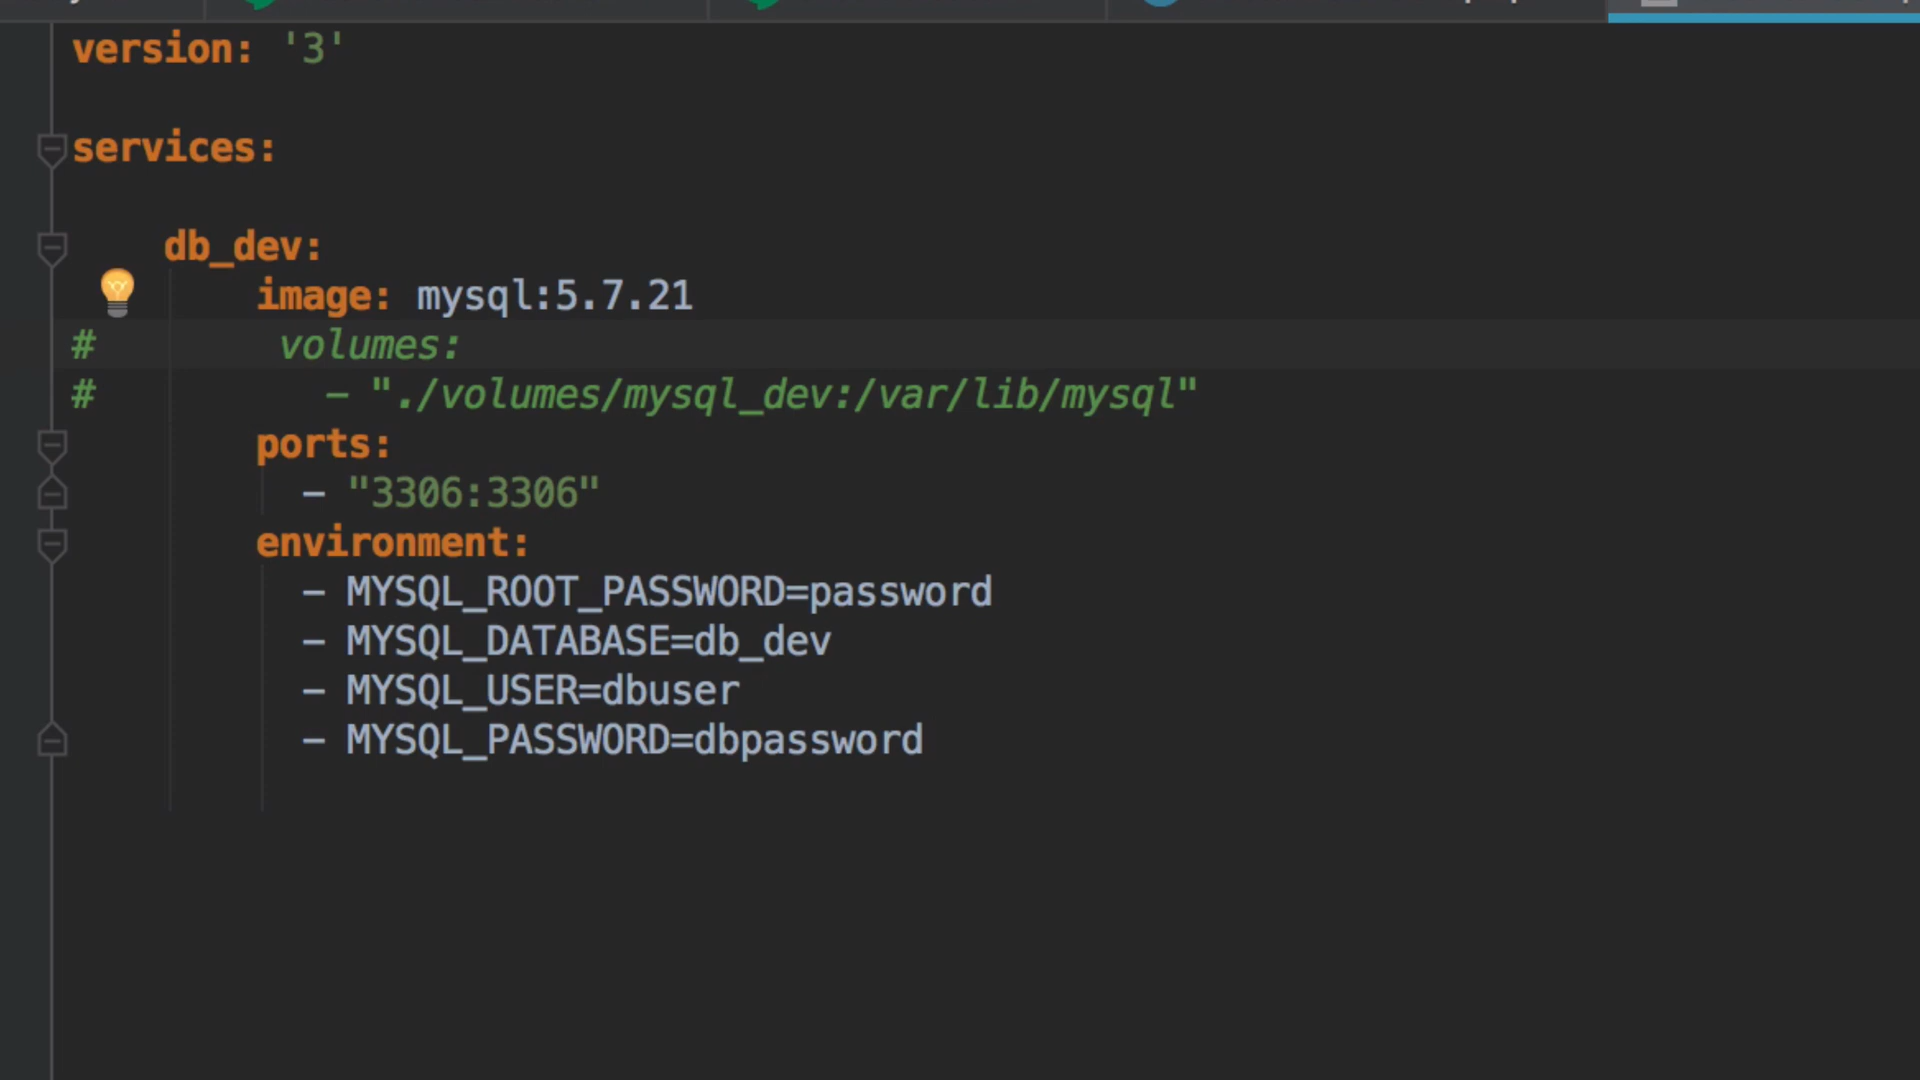 version: '3'
services:
db_dev:
image: mysql:5.7.21
# volumes:
# - "./volumes/mysql_dev:/var/lib/mysql"
ports:
- "3306:3306"
environment:
- MYSQL_ROOT_PASSWORD=password
- MYSQL_DATABASE=db_dev
- MYSQL_USER=dbuser
- MYSQL_PASSWORD=dbpassword